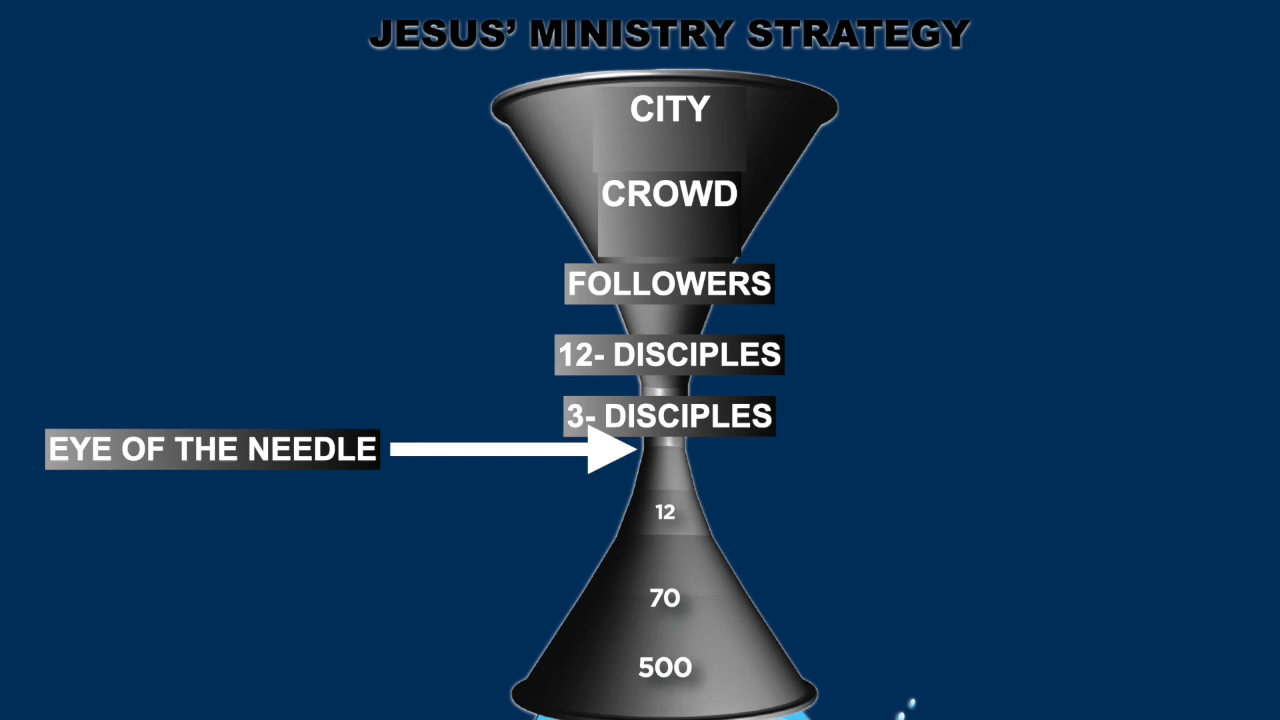 JESUS’ MINISTRY STRATEGY
CITY
CROWD
FOLLOWERS
12- DISCIPLES
3- DISCIPLES
EYE OF THE NEEDLE
12
70
500